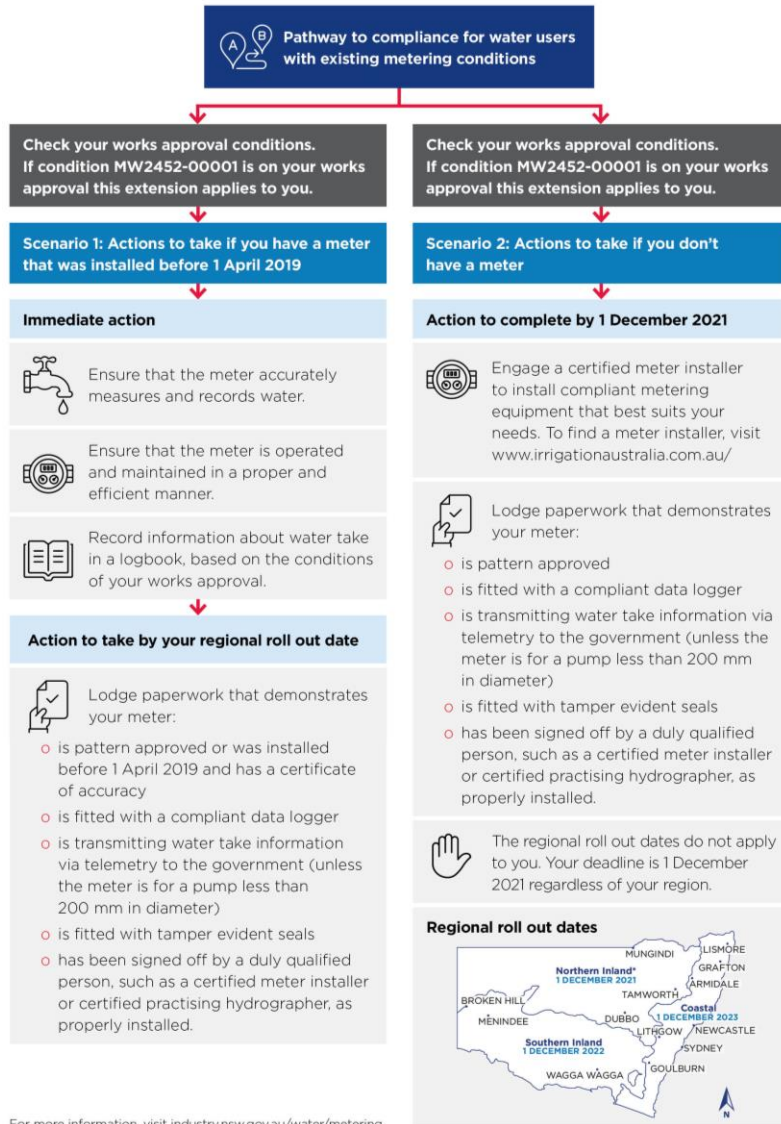 A
B
Pathway to compliance for water users
with existing metering conditions
Check your works approval conditions.
If condition MW2452-00001 is on your works
approval this extension applies to you.
Scenario 1: Actions to take if you have a meter
that was installed before 1 April 2019
Immediate action
Ensure that the meter accurately
measures and records water.
Ensure that the meter is operated
and maintained in a proper and
efficient manner.
Record information about water take
in a logbook, based on the conditions
of your works approval.
Action to take by your regional roll out date
Lodge paperwork that demonstrates
your meter:
o is pattern approved or was installed
before 1 April 2019 and has a certificate
of accuracy
o is fitted with a compliant data logger
o is transmitting water take information
via telemetry to the government (unless
the meter is for a pump less than
200 mm in diameter)
o is fitted with tamper evident seals
o has been signed off by a duly qualified
person, such as a certified meter installer
or certified practising hydrographer, as
properly installed.
For more information, visit industry.nsw.gov.au/water/metering
Check your works approval conditions.
If condition MW2452-00001 is on your works
approval this extension applies to you.
Scenario 2: Actions to take if you don't
have a meter
Action to complete by 1 December 2021
Engage a certified meter installer
to install compliant metering
equipment that best suits your
needs. To find a meter installer, visit
www.irrigationaustralia.com.au/
Lodge paperwork that demonstrates
your meter:
o is pattern approved
o is fitted with a compliant data logger
o is transmitting water take information via
telemetry to the government (unless the
meter is for a pump less than 200 mm
in diameter)
o is fitted with tamper evident seals
o has been signed off by a duly qualified
person, such as a certified meter installer
or certified practising hydrographer, as
properly installed.
The regional roll out dates do not apply
to you. Your deadline is 1 December
2021 regardless of your region.
Regional roll out dates
MUNGINDI
LISMORE
GRAFTON
Northern Inland*
1 DECEMBER 2021
ARMIDALE
TAMWORTH
BROKEN HILL
Coastal
1 DECEMBER 2023
MENINDEE
DUBBO
LITHGOW
NEWCASTLE
Southern Inland
1 DECEMBER 2022
SYDNEY
GOULBURN
WAGGA WAGGA
N